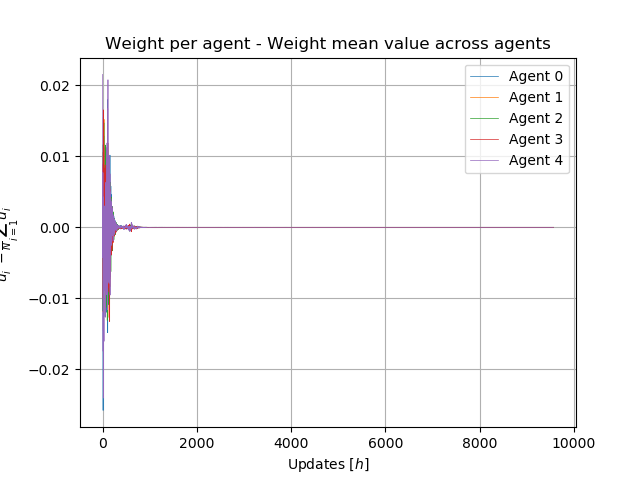 Weight per agent - Weight mean value across agents
0.02
0.01
0.00
−0.01
−0.02
0
2000
4000
6000
8000
10000
Updates [h]
Agent 0
Agent 1
Agent 2
Agent 3
Agent 4